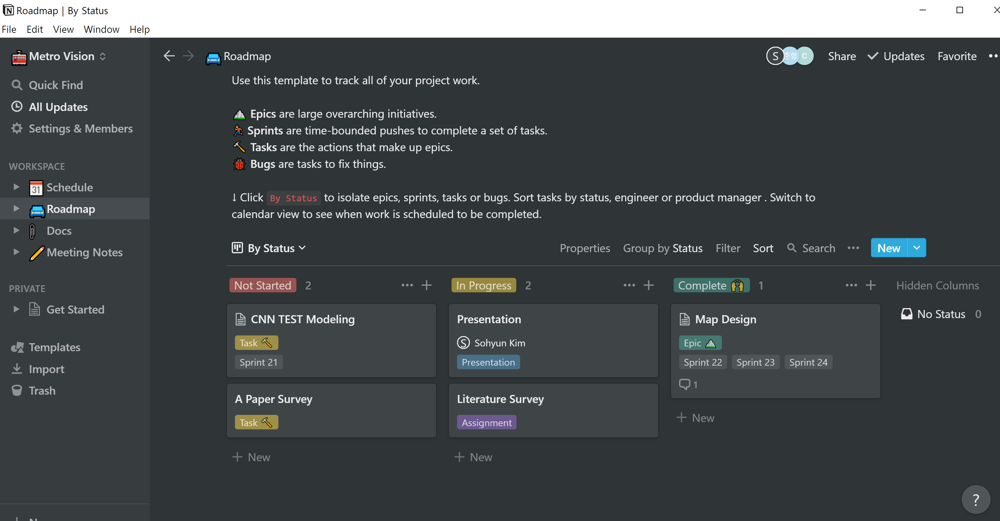 Roadmap | By Status
File Edit View Window Help
Metro Vision
Roadmap
S 준형 C Share Updates Favorite
Quick Find
All Updates
Settings & Members
WORKSPACE
31 Schedule
Roadmap
Docs
Meeting Notes
PRIVATE
Get Started
Templates
Import
Trash
Use this template to track all of your project work.
Epics are large overarching initiatives.
Sprints are time-bounded pushes to complete a set of tasks.
Tasks are the actions that make up epics.
Bugs are tasks to fix things.
↓ Click By Status to isolate epics, sprints, tasks or bugs. Sort tasks by status, engineer or product manager . Switch to
calendar view to see when work is scheduled to be completed.
By Status
Properties Group by Status Filter Sort Search New
Not Started 2
CNN TEST Modeling
Task
Sprint 21
A Paper Survey
Task
+ New
In Progress 2
Presentation
S Sohyun Kim
Presentation
Literature Survey
Assignment
+ New
Complete 1
Map Design
Epic
Sprint 22 Sprint 23 Sprint 24
1
+ New
Hidden Columns
No Status 0
?